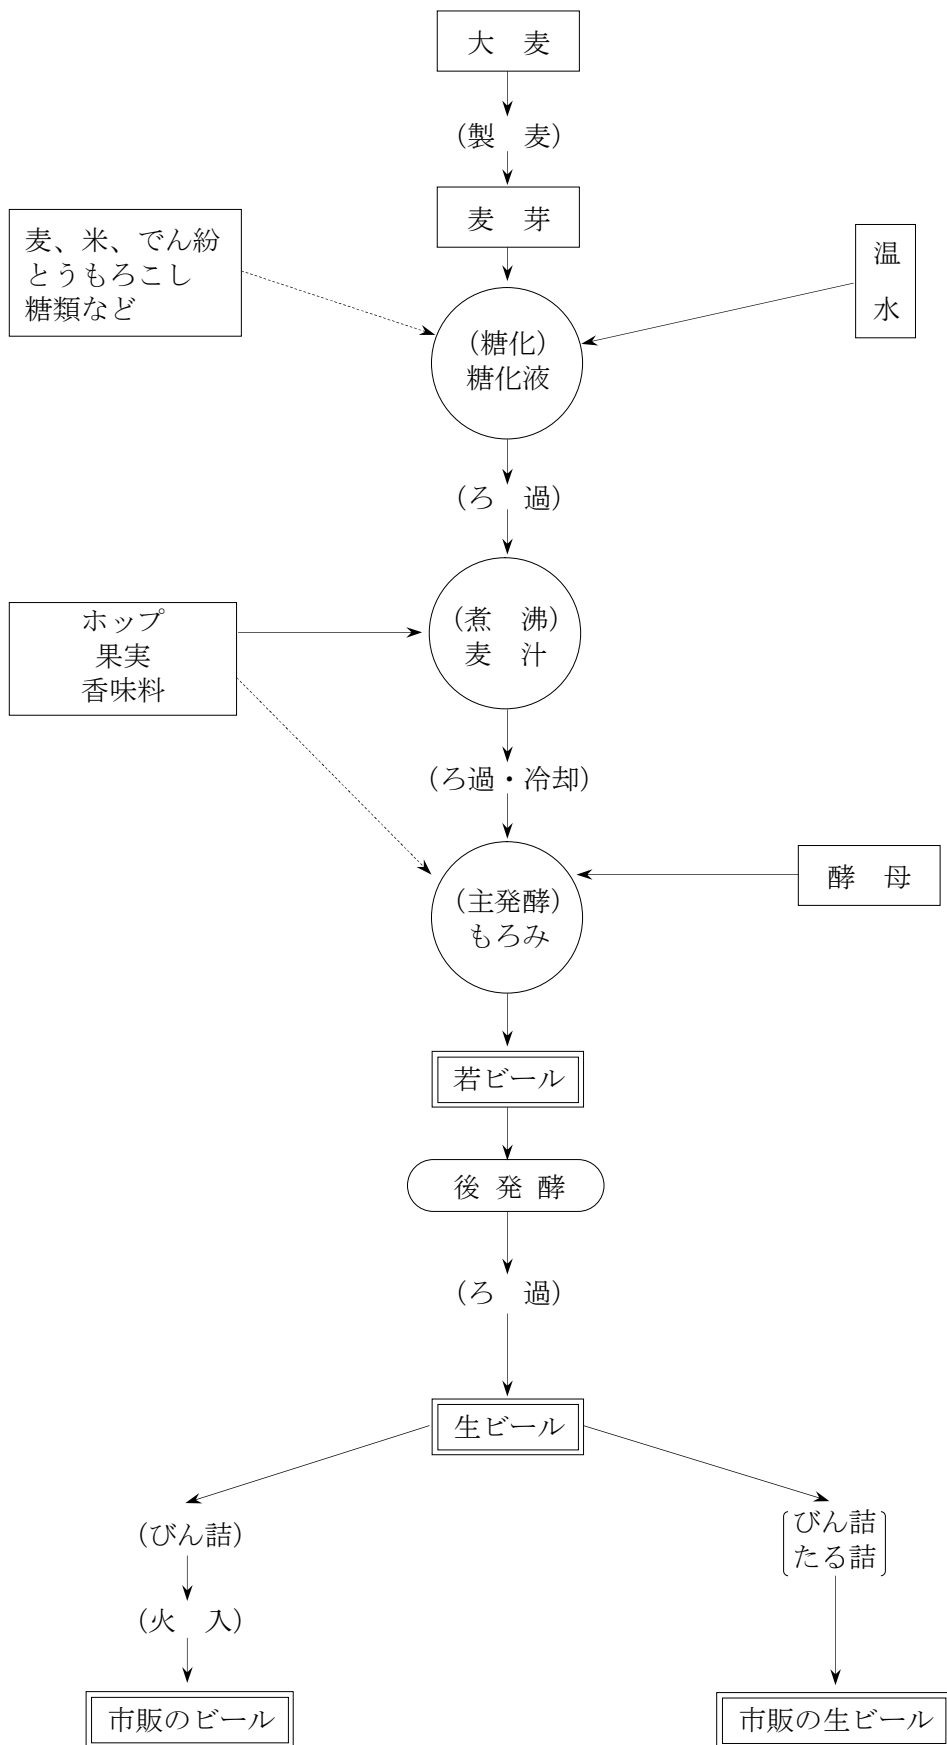 大　麦
（製　麦）
麦　芽
麦、米、でん紛
とうもろこし
糖類など
温
水
（糖化）
糖化液
（ろ　過）
ホップ
果実
香味料
（煮　沸）
麦　汁
（ろ過・冷却）
酵　母
（主発酵）
もろみ
若ビール
後 発 酵
（ろ　過）
生ビール
（びん詰）
びん詰
たる詰
（火　入）
市販のビール
市販の生ビール